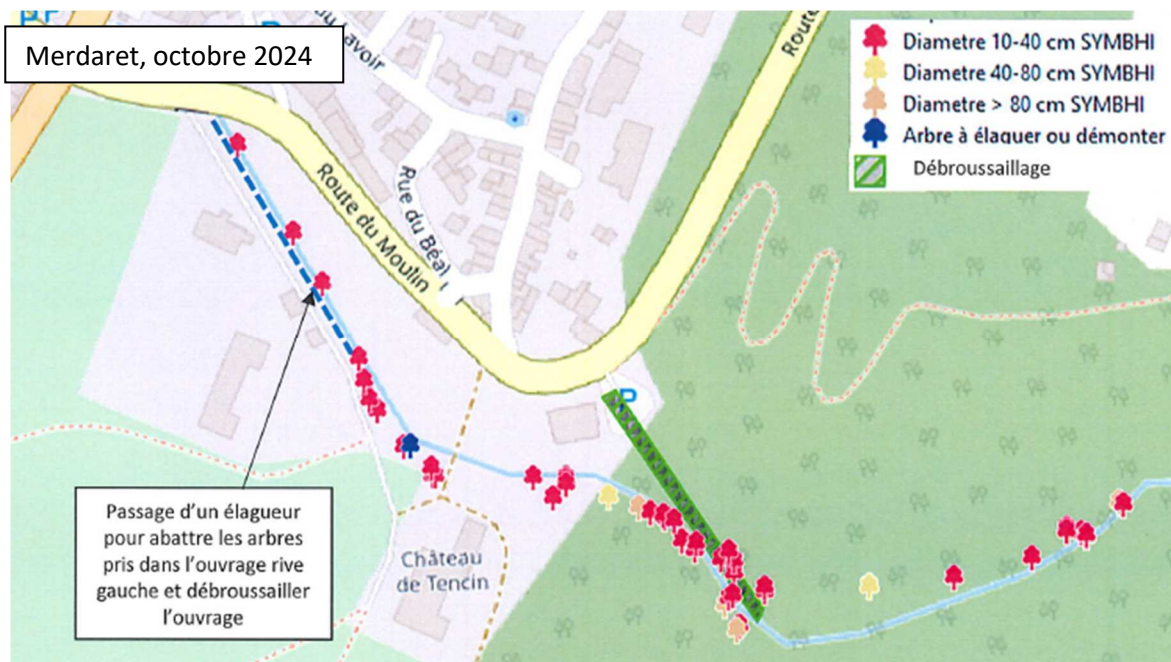 P P
Merdaret, octobre 2024
avoir
Route
Diametre 10-40 cm SYMBHI
Diametre 40-80 cm SYMBHI
Diametre > 80 cm SYMBHI
Arbre à élaguer ou démonter
Débroussaillage
Route du Moulin
Rue du Béal
P
Passage d'un élagueur
pour abattre les arbres
pris dans l'ouvrage rive
gauche et débroussailler
l'ouvrage
Château
de Tencin